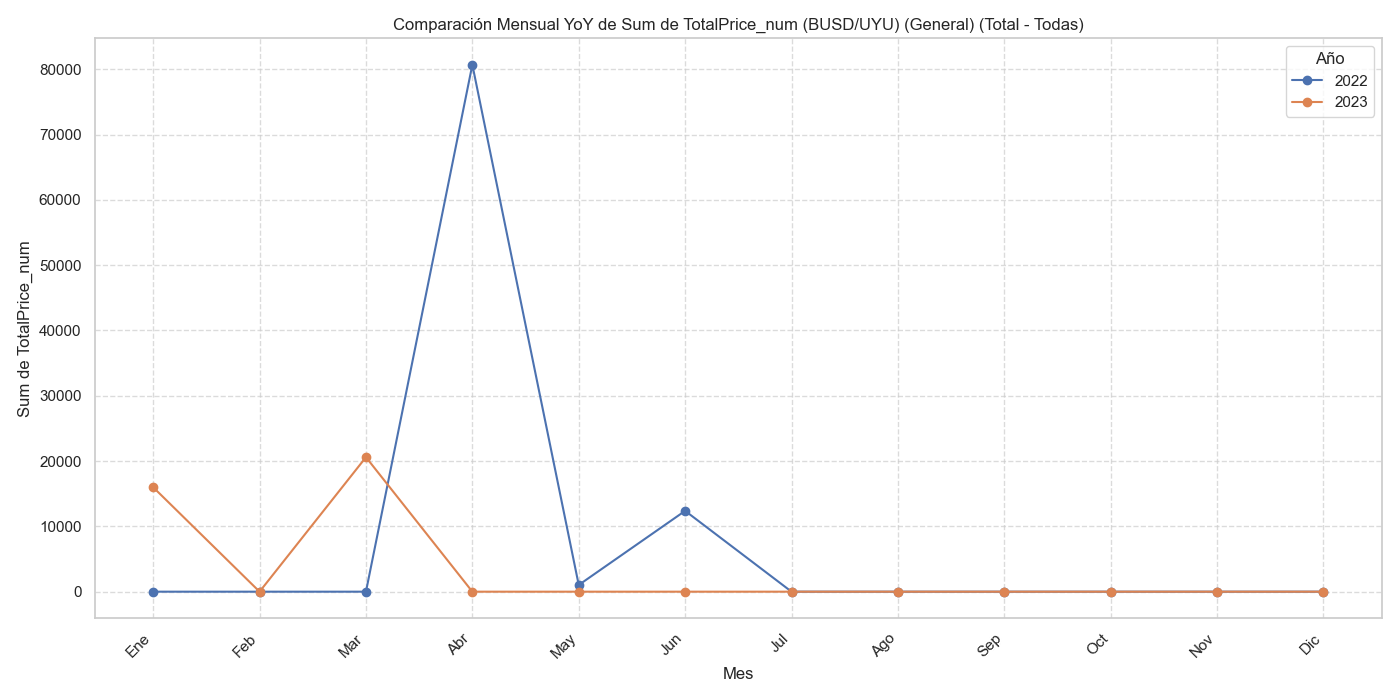 Comparación Mensual YoY de Sum de TotalPrice_num (BUSD/UYU) (General) (Total - Todas)
Año
2022
2023
Sum de TotalPrice_num
80000
70000
60000
50000
40000
30000
20000
10000
0
Ene
Feb
Mar
Abr
May
Jun
Jul
Ago
Sep
Oct
Nov
Dic
Mes